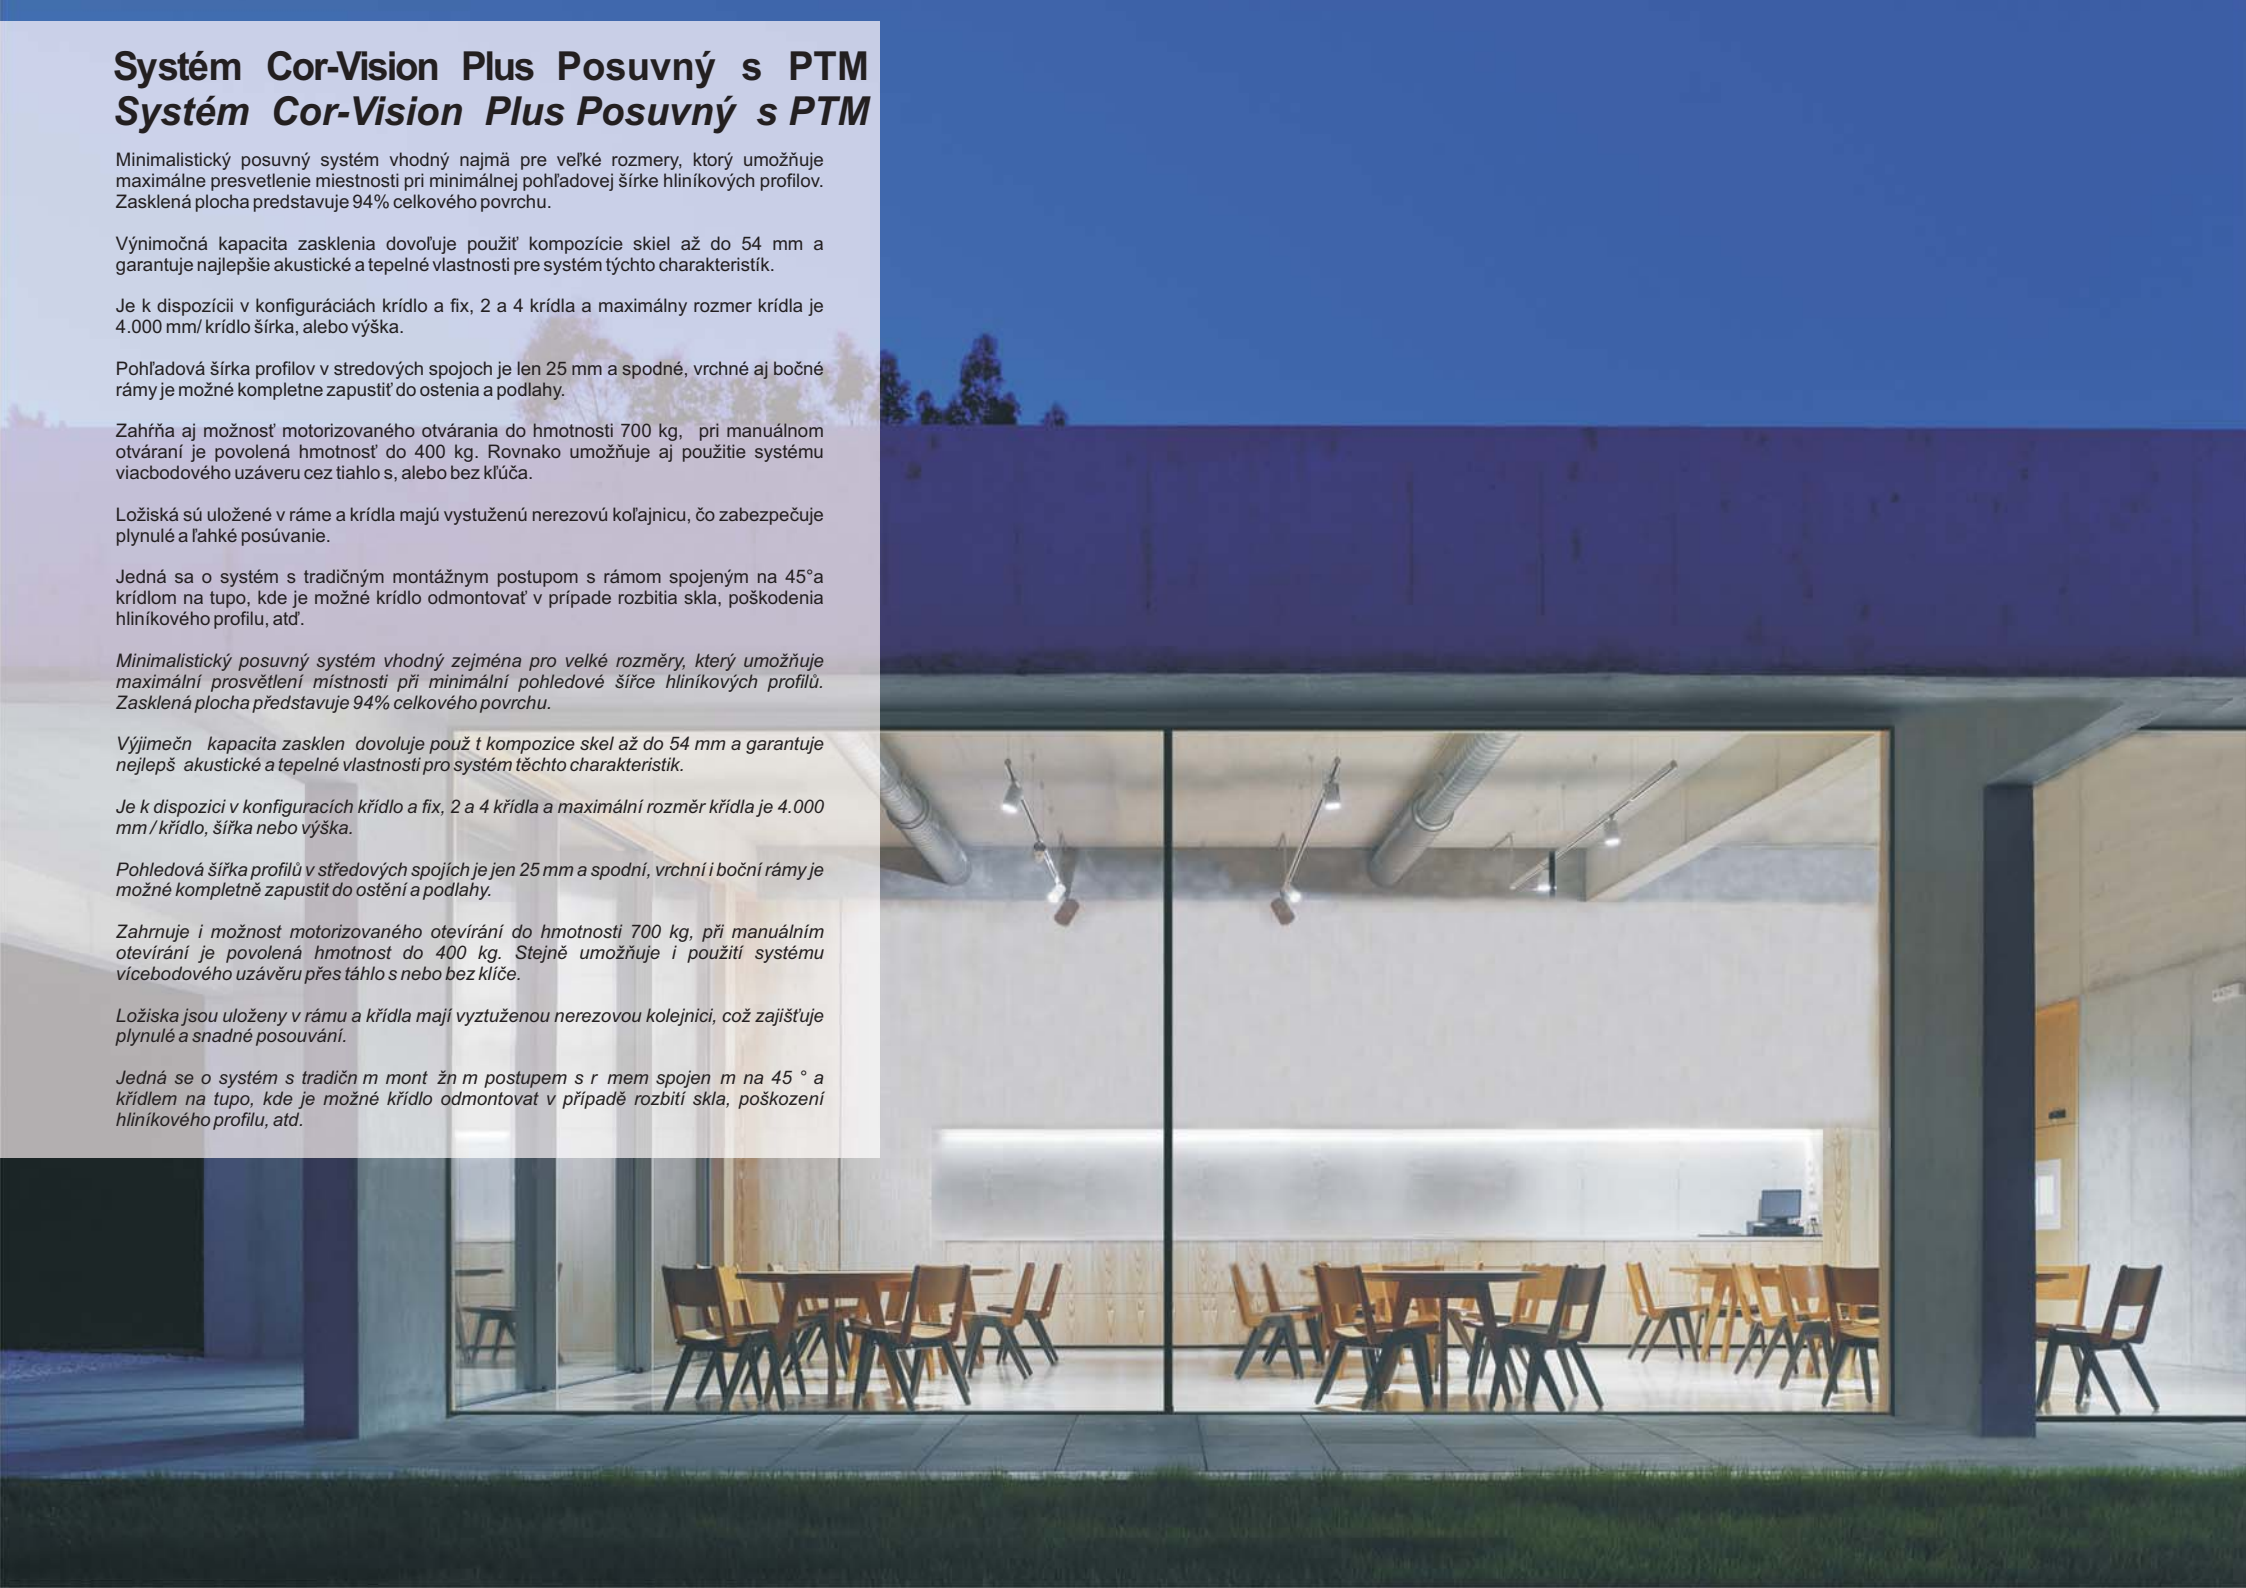 Systém Cor-Vision Plus Posuvný s PTM
Systém Cor-Vision Plus Posuvný s PTM
Minimalistický posuvný systém vhodný najmä pre veľké rozmery, ktorý umožňuje
maximálne presvetlenie miestnosti pri minimálnej pohľadovej šírke hliníkových profilov.
Zasklená plocha predstavuje 94% celkového povrchu.
Výnimočná kapacita zasklenia dovoľuje použiť kompozície skiel až do 54 mm a
garantuje najlepšie akustické a tepelné vlastnosti pre systém týchto charakteristík.
Je k dispozícii v konfiguráciách krídlo a fix, 2 a 4 krídla a maximálny rozmer krídla je
4.000 mm/ krídlo šírka, alebo výška.
Pohľadová šírka profilov v stredových spojoch je len 25 mm a spodné, vrchné aj bočné
rámy je možné kompletne zapustiť do ostenia a podlahy.
Zahŕňa aj možnosť motorizovaného otvárania do hmotnosti 700 kg, pri manuálnom
otváraní je povolená hmotnosť do 400 kg. Rovnako umožňuje aj použitie systému
viacbodového uzáveru cez tiahlo s, alebo bez kľúča.
Ložiská sú uložené v ráme a krídla majú vystuženú nerezovú koľajnicu, čo zabezpečuje
plynulé a ľahké posúvanie.
Jedná sa o systém s tradičným montážnym postupom s rámom spojeným na 45°a
krídlom na tupo, kde je možné krídlo odmontovať v prípade rozbitia skla, poškodenia
hliníkového profilu, atď.
Minimalistický posuvný systém vhodný zejména pro velké rozměry, který umožňuje
maximální prosvětlení místnosti při minimální pohledové šířce hliníkových profilů.
Zasklená plocha představuje 94% celkového povrchu.
Výjimečn kapacita zasklen dovoluje použ t kompozice skel až do 54 mm a garantuje
nejlepš akustické a tepelné vlastnosti pro systém těchto charakteristik.
Je k dispozici v konfiguracích křídlo a fix, 2 a 4 křídla a maximální rozměr křídla je 4.000
mm / křídlo, šířka nebo výška.
Pohledová šířka profilů v středových spojích je jen 25 mm a spodní, vrchní i boční rámy je
možné kompletně zapustit do ostění a podlahy.
Zahrnuje i možnost motorizovaného otevírání do hmotnosti 700 kg, při manuálním
otevírání je povolená hmotnost do 400 kg. Stejně umožňuje i použití systému
vícebodového uzávěru přes táhlo s nebo bez klíče.
Ložiska jsou uloženy v rámu a křídla mají vyztuženou nerezovou kolejnici, což zajišťuje
plynulé a snadné posouvání.
Jedná se o systém s tradičn m mont žn m postupem s r mem spojen m na 45 ° a
křídlem na tupo, kde je možné křídlo odmontovat v případě rozbití skla, poškození
hliníkového profilu, atd.